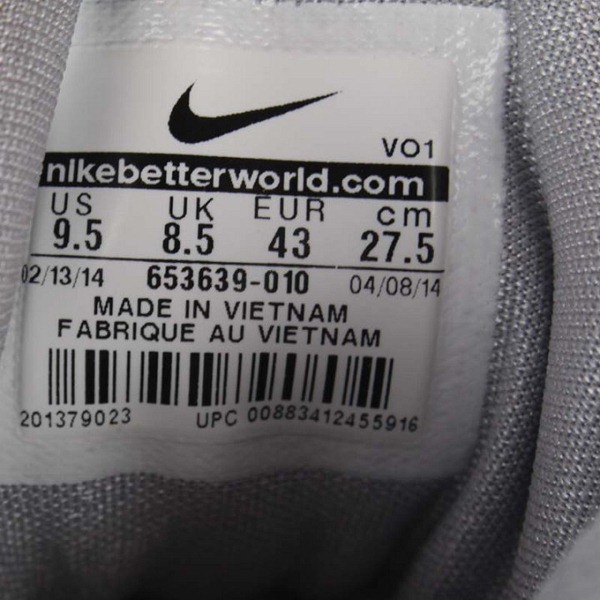 VO1
nikebetterworld.com
US UK EUR cm
9.5 8.5 43 27.5
02/13/14 653639-010 04/08/14
MADE IN VIETNAM
FABRIQUE AU VIETNAM
201379023 UPC 00883412455916